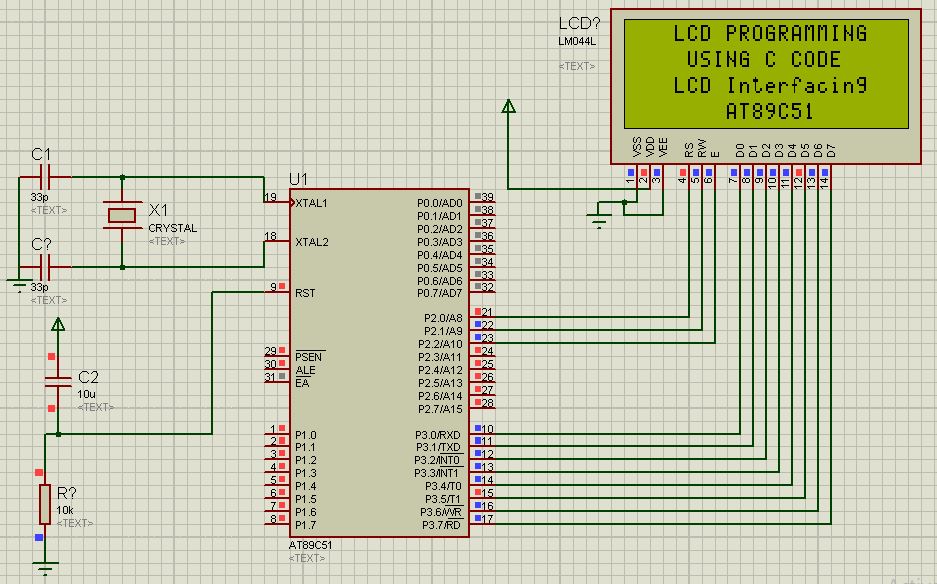 LCD?
LM044L
<TEXT>
LCD PROGRAMMING
USING C CODE
LCD Interfacing
AT89C51
VSS
VDD
VEE
RS
RW
E
D0
D1
D2
D3
D4
D5
D6
D7
1
2
3
4
5
6
7
8
9
10
11
12
13
14
C1
33p
<TEXT>
X1
CRYSTAL
<TEXT>
C?
33p
<TEXT>
C2
10u
<TEXT>
R?
10k
<TEXT>
U1
19 XTAL1
18 XTAL2
9 RST
29 PSEN
30 ALE
31 EA
1 P1.0
2 P1.1
3 P1.2
4 P1.3
5 P1.4
6 P1.5
7 P1.6
8 P1.7
P0.0/AD0 39
P0.1/AD1 38
P0.2/AD2 37
P0.3/AD3 36
P0.4/AD4 35
P0.5/AD5 34
P0.6/AD6 33
P0.7/AD7 32
P2.0/A8 21
P2.1/A9 22
P2.2/A10 23
P2.3/A11 24
P2.4/A12 25
P2.5/A13 26
P2.6/A14 27
P2.7/A15 28
P3.0/RXD 10
P3.1/TXD 11
P3.2/INT0 12
P3.3/INT1 13
P3.4/T0 14
P3.5/T1 15
P3.6/WR 16
P3.7/RD 17
AT89C51
<TEXT>